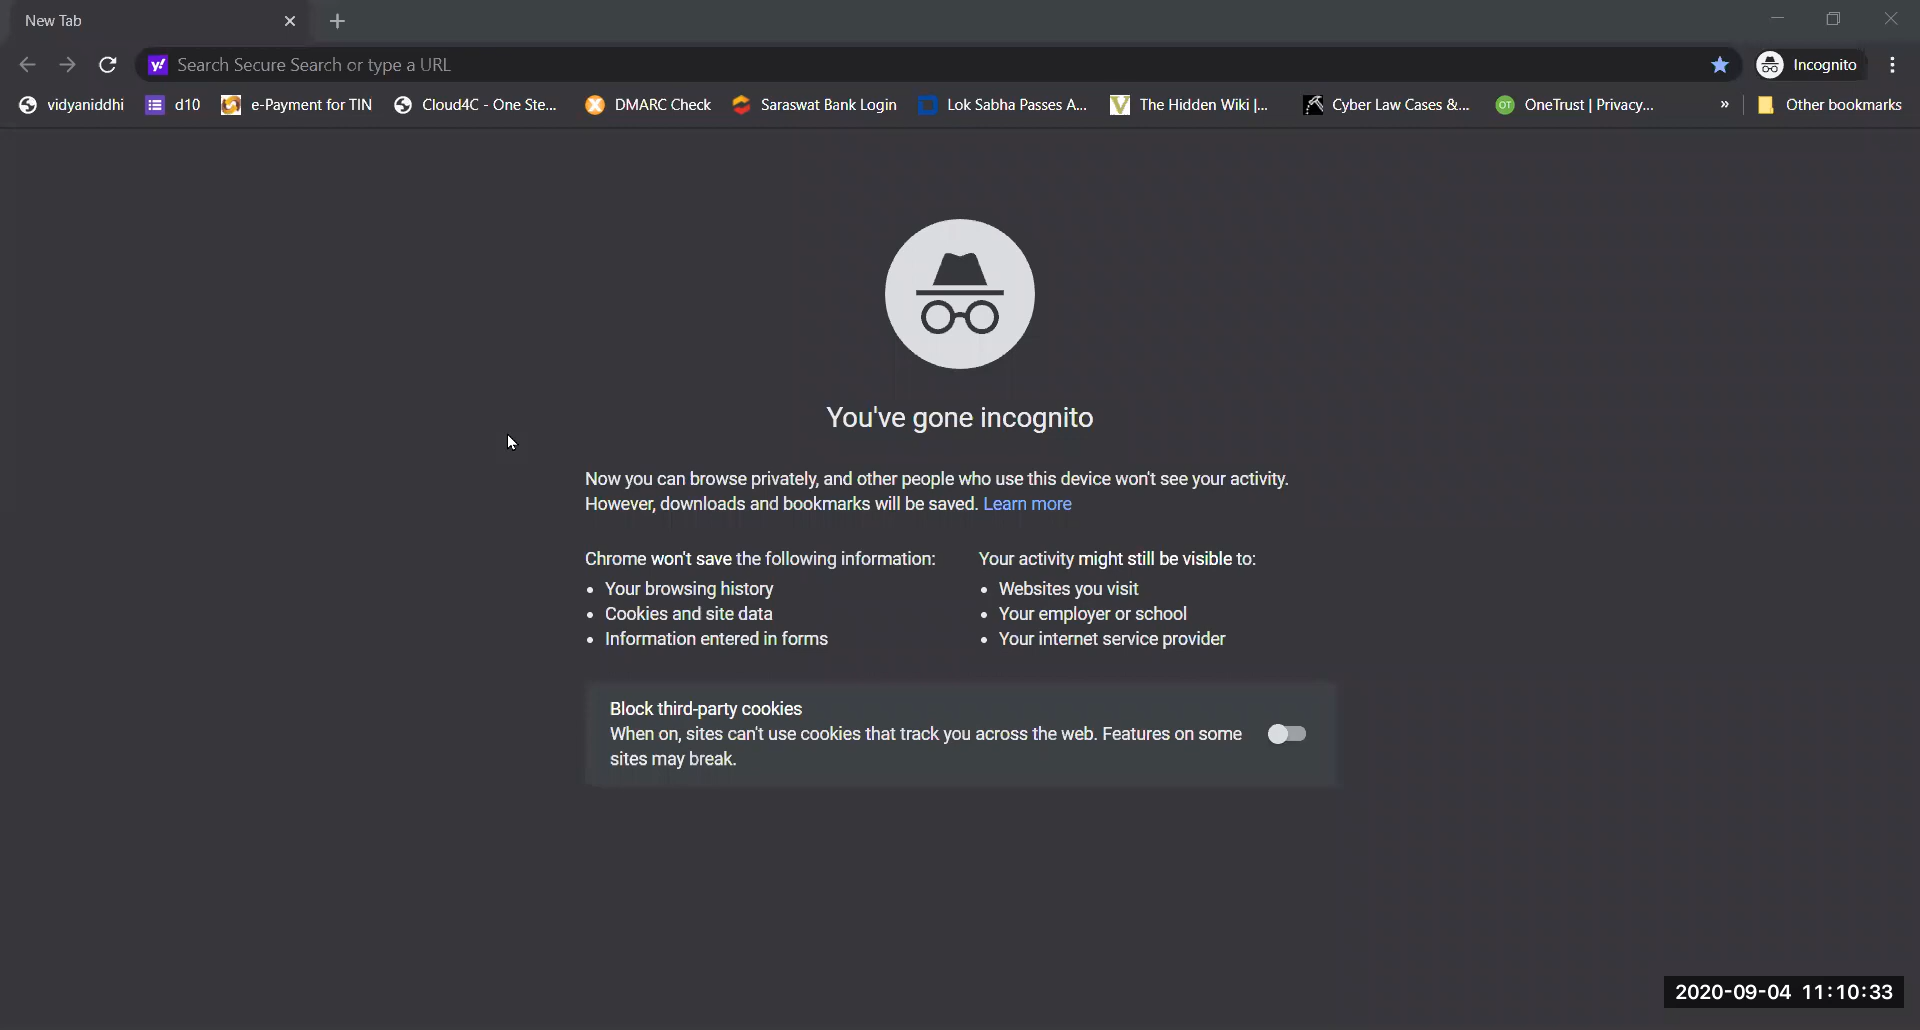 New Tab
Search Secure Search or type a URL
Incognito
vidyaniddhi d10 e-Payment for TIN Cloud4C - One Ste... DMARC Check Saraswat Bank Login Lok Sabha Passes A... The Hidden Wiki |... Cyber Law Cases &... OneTrust | Privacy... » Other bookmarks
You've gone incognito
Now you can browse privately, and other people who use this device won't see your activity.
However, downloads and bookmarks will be saved. Learn more
Chrome won't save the following information:
• Your browsing history
• Cookies and site data
• Information entered in forms
Your activity might still be visible to:
• Websites you visit
• Your employer or school
• Your internet service provider
Block third-party cookies
When on, sites can't use cookies that track you across the web. Features on some
sites may break.
2020-09-04 11:10:33